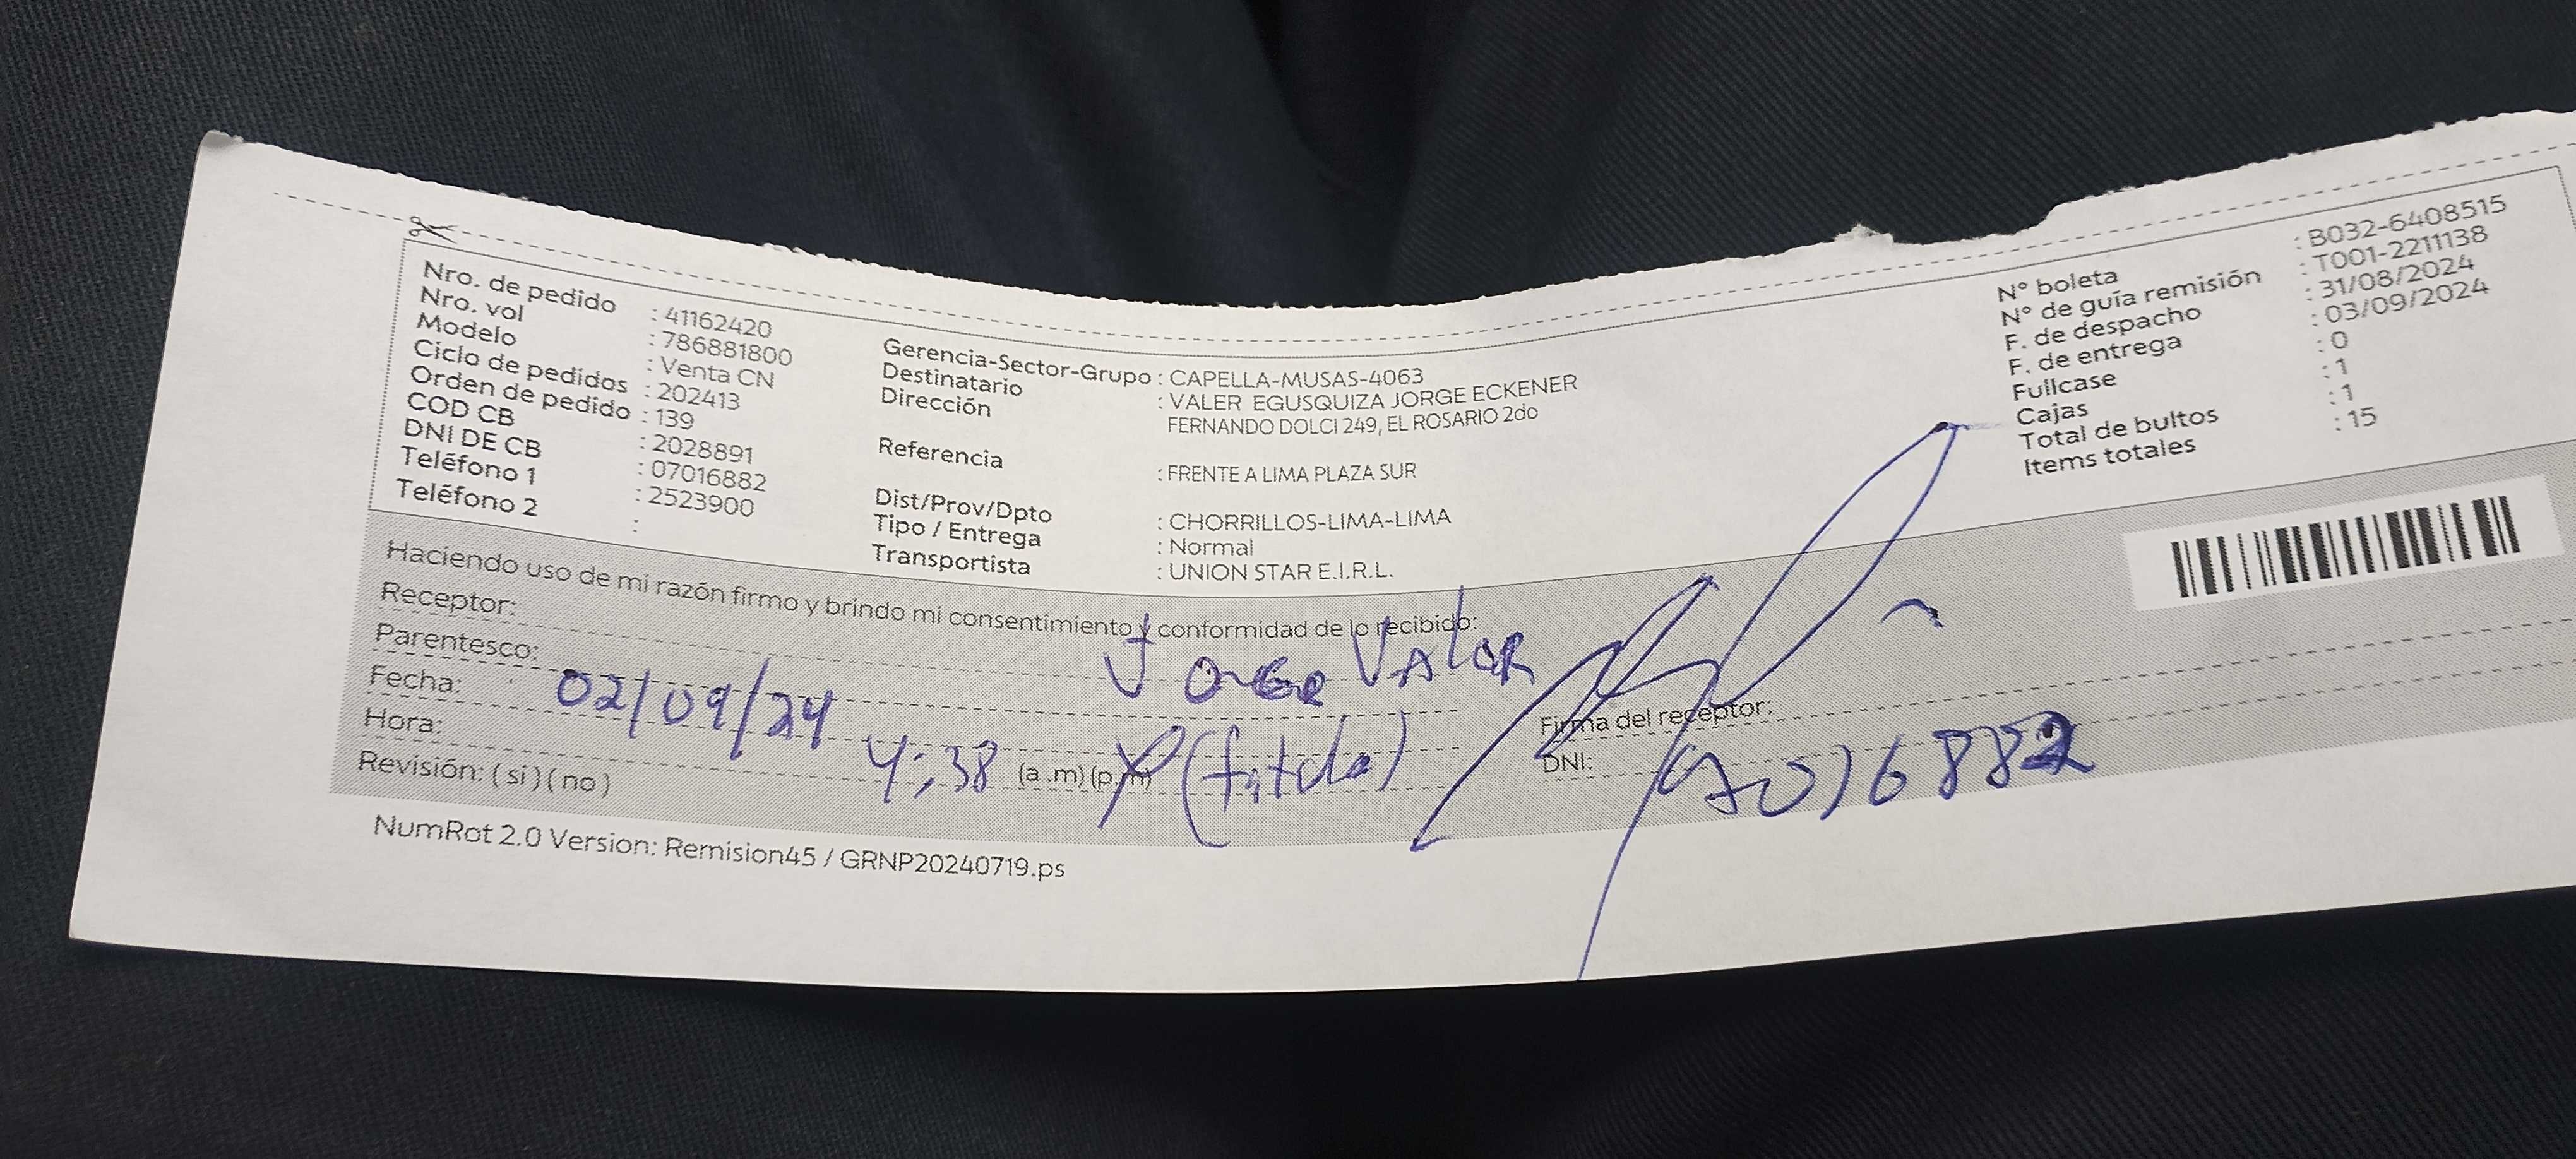 Nro. de pedido : 41162420
Nro. vol : 786881800
Modelo : Venta CN
Ciclo de pedidos : 202413
Orden de pedido : 139
COD CB : 2028891
DNI DE CB : 07016882
Teléfono 1 : 2523900
Teléfono 2 :
Gerencia-Sector-Grupo : CAPELLA-MUSAS-4063
Destinatario : VALER EGUSQUIZA JORGE ECKENER
Dirección FERNANDO DOLCI 249, EL ROSARIO 2do
Referencia : FRENTE A LIMA PLAZA SUR
Dist/Prov/Dpto : CHORRILLOS-LIMA-LIMA
Tipo / Entrega : Normal
Transportista : UNION STAR E.I.R.L.
N° boleta : B032-6408515
N° de guía remisión : T001-2211138
F. de despacho : 31/08/2024
F. de entrega : 03/09/2024
Fullcase : 0
Cajas : 1
Total de bultos : 1
Items totales : 15
Haciendo uso de mi razón firmo y brindo mi consentimiento y conformidad de lo recibido:
Receptor: Jorge Valer
Parentesco:
Fecha: 02/09/24
Hora: 4:38 (a .m)(p.m)
Revisión: ( si ) ( no )
Firma del receptor:
DNI: 07016882
NumRot 2.0 Version: Remision45 / GRNP20240719.ps